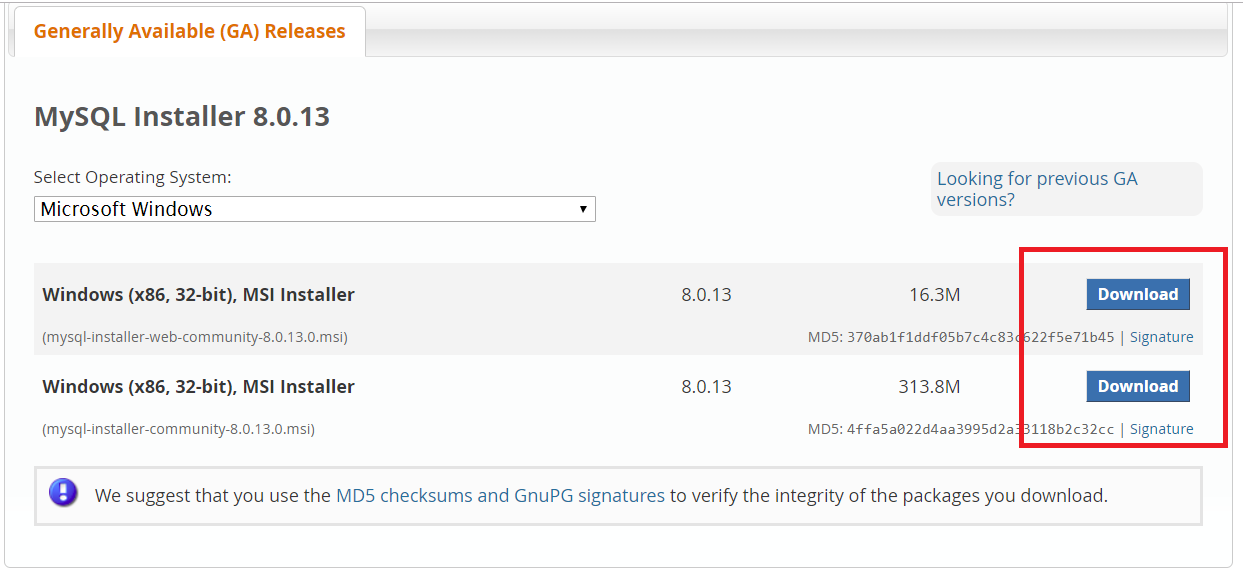 Generally Available (GA) Releases
MySQL Installer 8.0.13
Select Operating System:
Looking for previous GA
versions?
Microsoft Windows
Windows (x86, 32-bit), MSI Installer 8.0.13 16.3M Download
(mysql-installer-web-community-8.0.13.0.msi) MD5: 370ab1f1ddf05b7c4c83c622f5e71b45 | Signature
Windows (x86, 32-bit), MSI Installer 8.0.13 313.8M Download
(mysql-installer-community-8.0.13.0.msi) MD5: 4ffa5a022d4aa3995d2a33118b2c32cc | Signature
We suggest that you use the MD5 checksums and GnuPG signatures to verify the integrity of the packages you download.